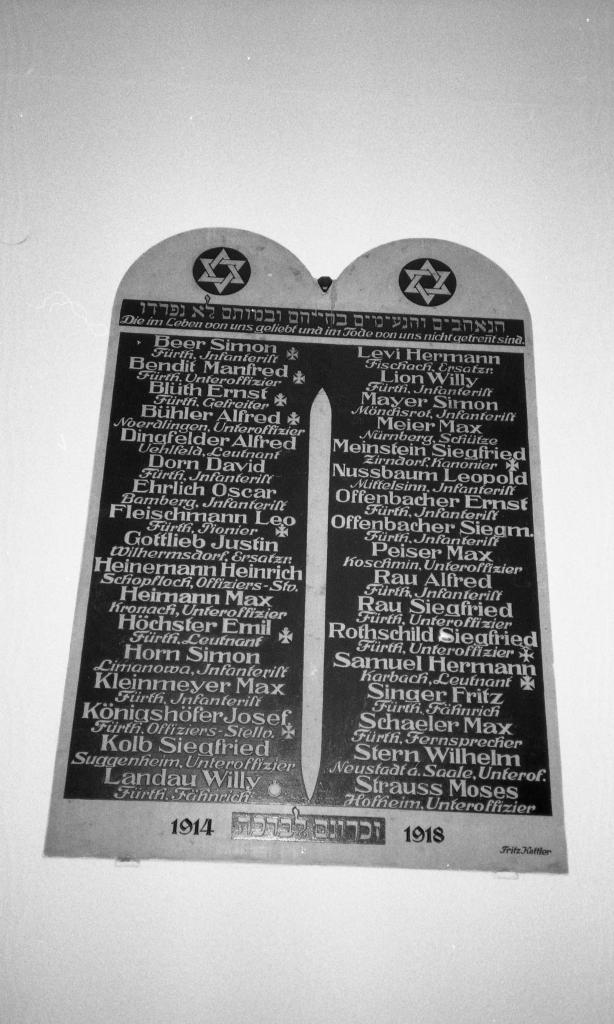 הנאהבים והנעימים בחייהם ובמותם לא נפרדו
Die im Leben von uns geliebt und im Tode von uns nicht getrent sind.
Beer Simon
Fürth, Infanterist
Bendit Manfred
Fürth, Unteroffizier
Blüth Ernst
Fürth, Gefreiter
Bühler Alfred
Noerdlingen, Unteroffizier
Dingfelder Alfred
Uehlfeld, Leutnant
Dorn David
Fürth, Infanterist
Ehrlich Oscar
Bamberg, Infanterist
Fleischmann Leo
Fürth, Pionier
Gottlieb Justin
Wilhermsdorf, Ersatzr.
Heinemann Heinrich
Schopfloch, Offiziers-Stv.
Heimann Max
Kronach, Unteroffizier
Höchster Emil
Fürth, Leutnant
Horn Simon
Limanowa, Infanterist
Kleinmeyer Max
Fürth, Infanterist
Königshöfer Josef
Fürth, Offiziers-Stellv.
Kolb Siegfried
Suggenheim, Unteroffizier
Landau Willy
Fürth, Fähnrich
Levi Hermann
Fischach, Ersatzr.
Lion Willy
Fürth, Infanterist
Mayer Simon
Mönchsrot, Infanterist
Meier Max
Nürnberg, Schütze
Meinstein Siegfried
Zirndorf, Kanonier
Nussbaum Leopold
Mittelsinn, Infanterist
Offenbacher Ernst
Fürth, Infanterist
Offenbacher Siegm.
Fürth, Infanterist
Peiser Max
Koschmin, Unteroffizier
Rau Alfred
Fürth, Infanterist
Rau Siegfried
Fürth, Unteroffizier
Rothschild Siegfried
Fürth, Unteroffizier
Samuel Hermann
Karbach, Leutnant
Singer Fritz
Fürth, Fähnrich
Schaeler Max
Fürth, Fernsprecher
Stern Wilhelm
Neustadt a. Saale, Unterof.
Strauss Moses
Hofheim, Unteroffizier
1914 זכרונם לברכה 1918
Fritz